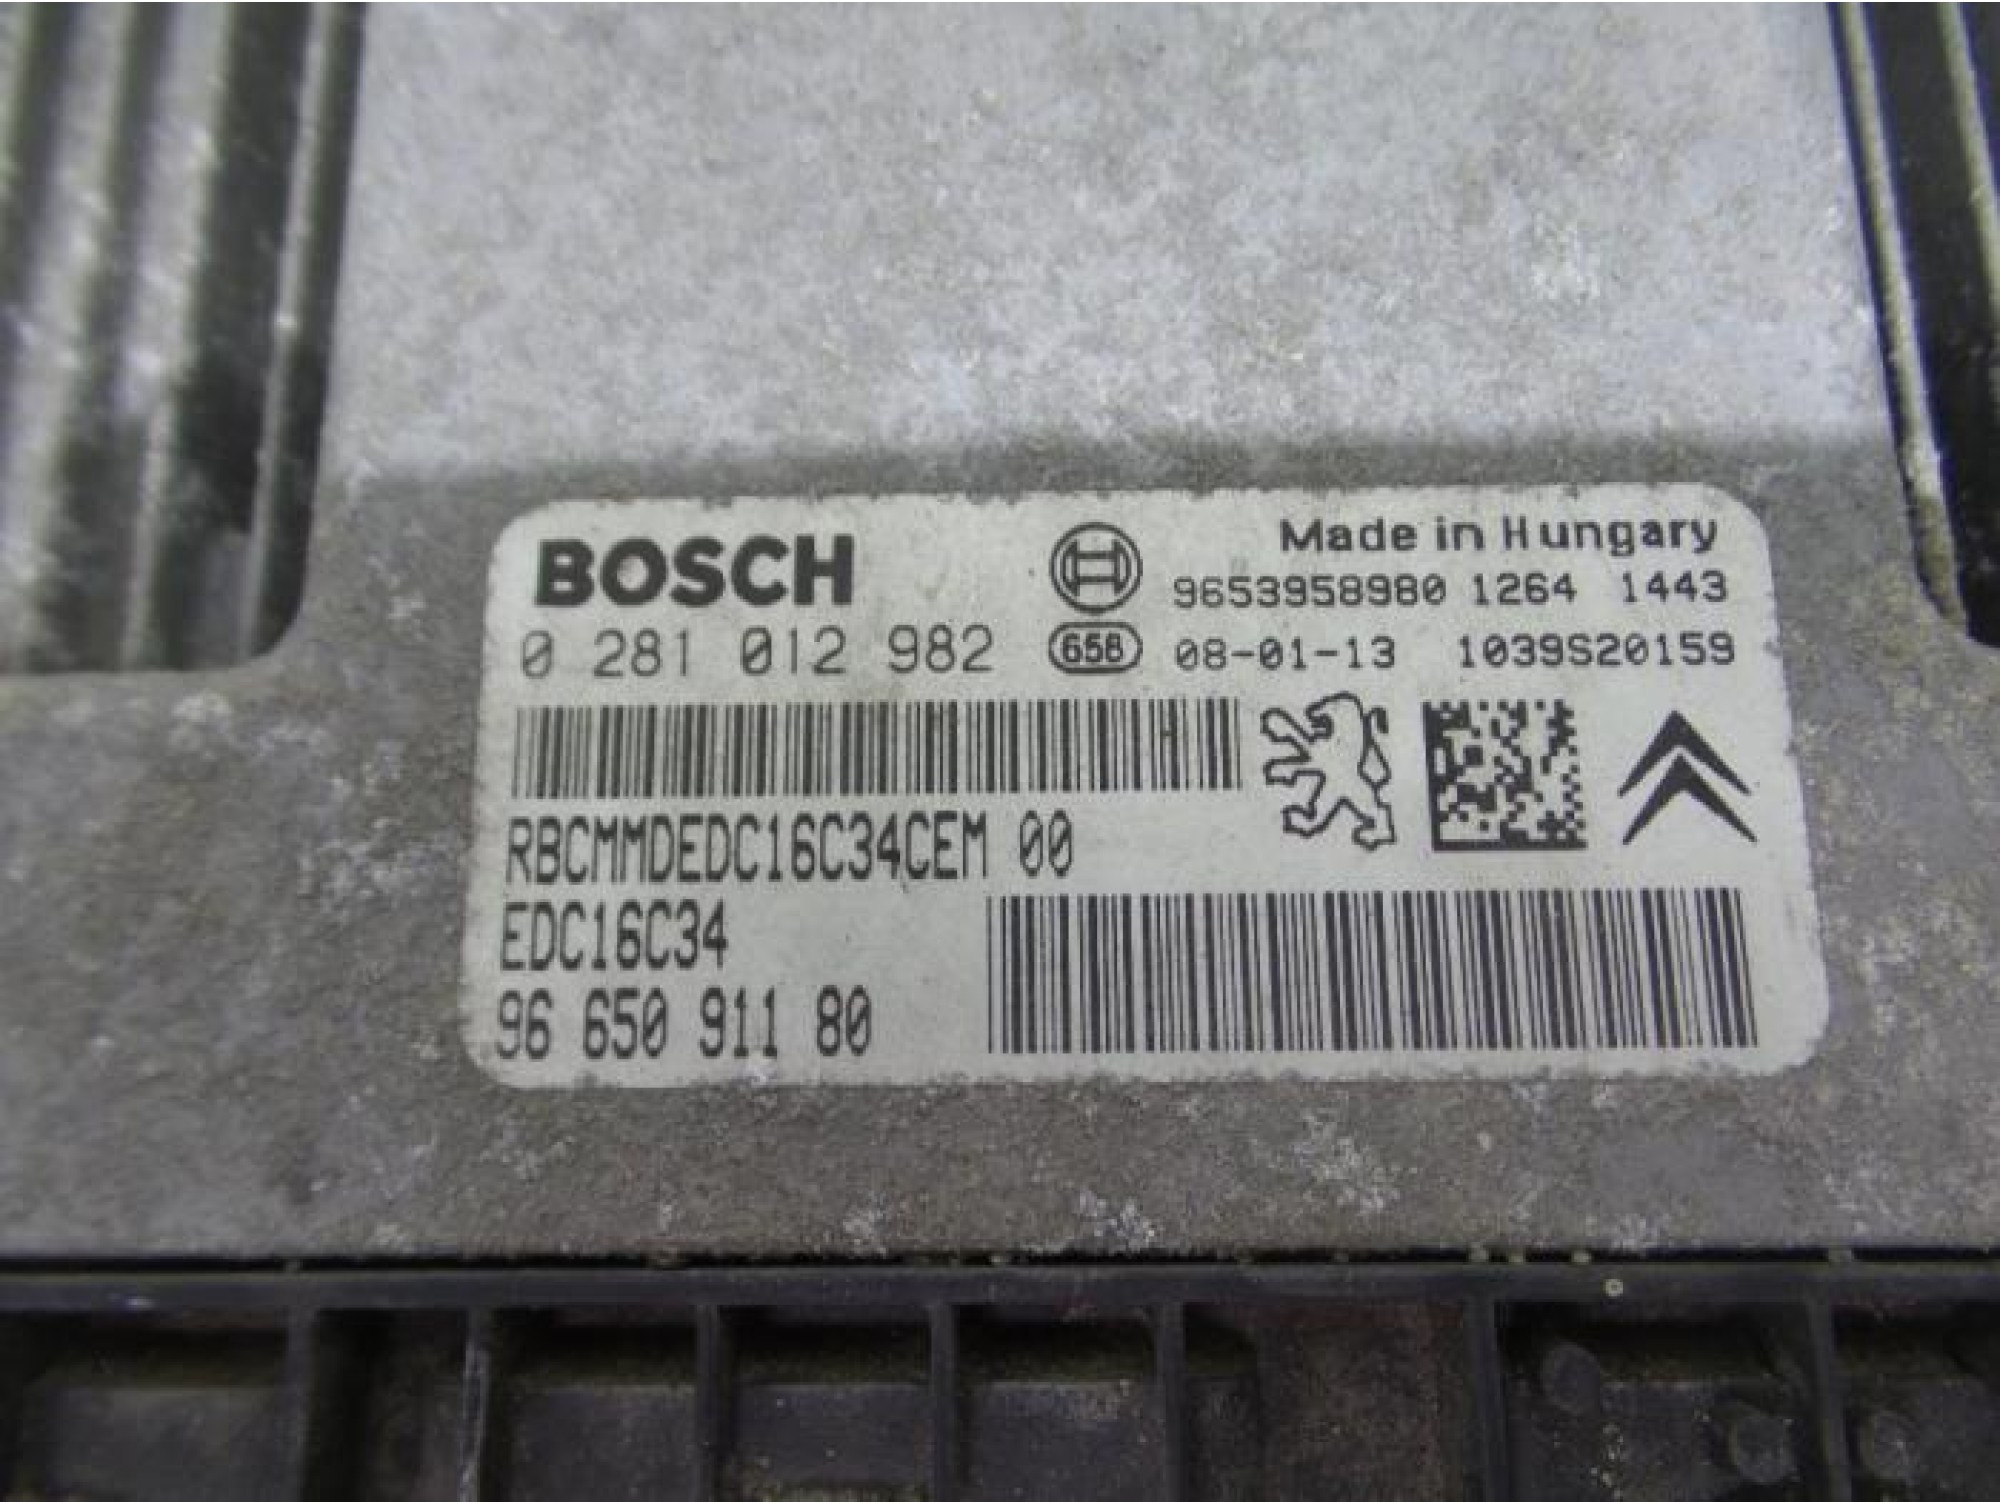 BOSCH
Made in Hungary
9653958980 1264 1443
0 281 012 982 658 08-01-13 1039S20159
RBCMMDEDC16C34CEM 00
EDC16C34
96 650 911 80